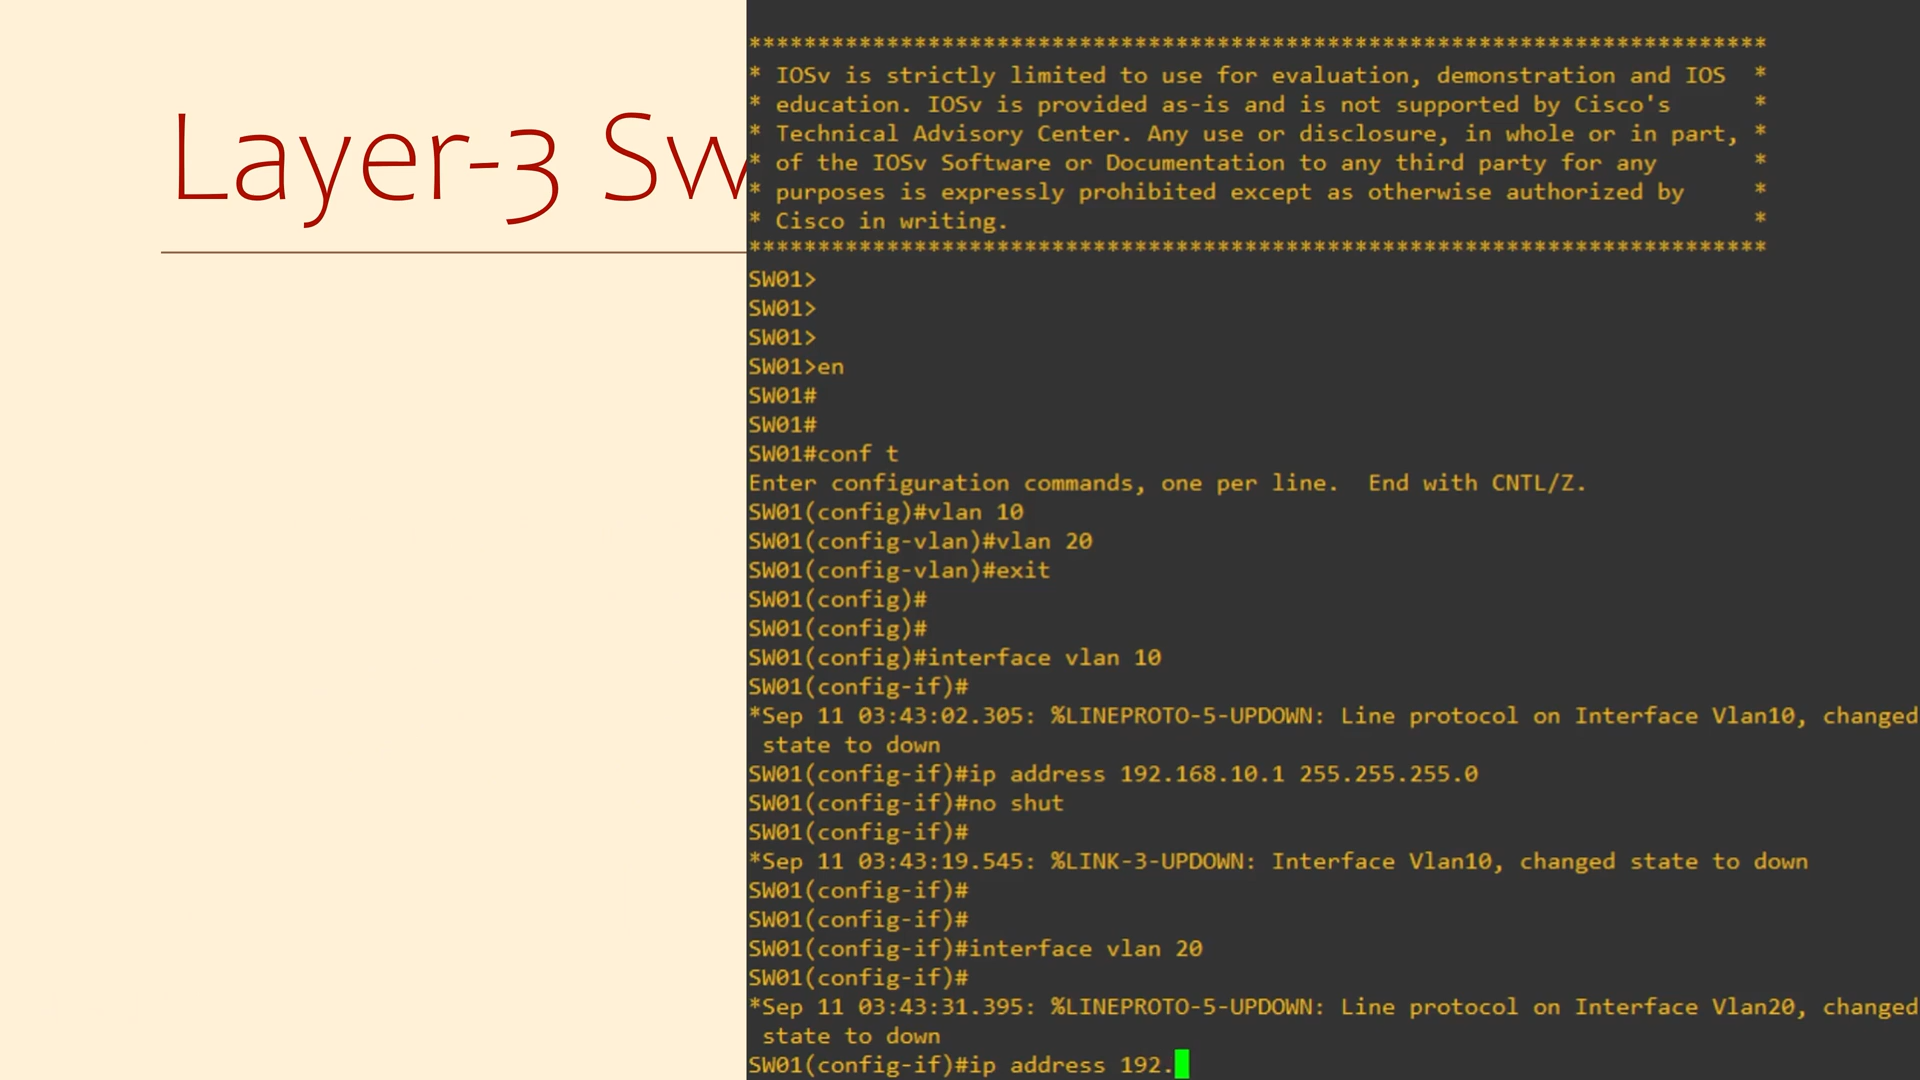 Layer-3 Sw
**************************************************************************
* IOSv is strictly limited to use for evaluation, demonstration and IOS  *
* education. IOSv is provided as-is and is not supported by Cisco's      *
* Technical Advisory Center. Any use or disclosure, in whole or in part, *
* of the IOSv Software or Documentation to any third party for any       *
* purposes is expressly prohibited except as otherwise authorized by     *
* Cisco in writing.                                                      *
**************************************************************************
SW01>
SW01>
SW01>
SW01>en
SW01#
SW01#
SW01#conf t
Enter configuration commands, one per line.  End with CNTL/Z.
SW01(config)#vlan 10
SW01(config-vlan)#vlan 20
SW01(config-vlan)#exit
SW01(config)#
SW01(config)#
SW01(config)#interface vlan 10
SW01(config-if)#
*Sep 11 03:43:02.305: %LINEPROTO-5-UPDOWN: Line protocol on Interface Vlan10, changed
 state to down
SW01(config-if)#ip address 192.168.10.1 255.255.255.0
SW01(config-if)#no shut
SW01(config-if)#
*Sep 11 03:43:19.545: %LINK-3-UPDOWN: Interface Vlan10, changed state to down
SW01(config-if)#
SW01(config-if)#
SW01(config-if)#interface vlan 20
SW01(config-if)#
*Sep 11 03:43:31.395: %LINEPROTO-5-UPDOWN: Line protocol on Interface Vlan20, changed
 state to down
SW01(config-if)#ip address 192.